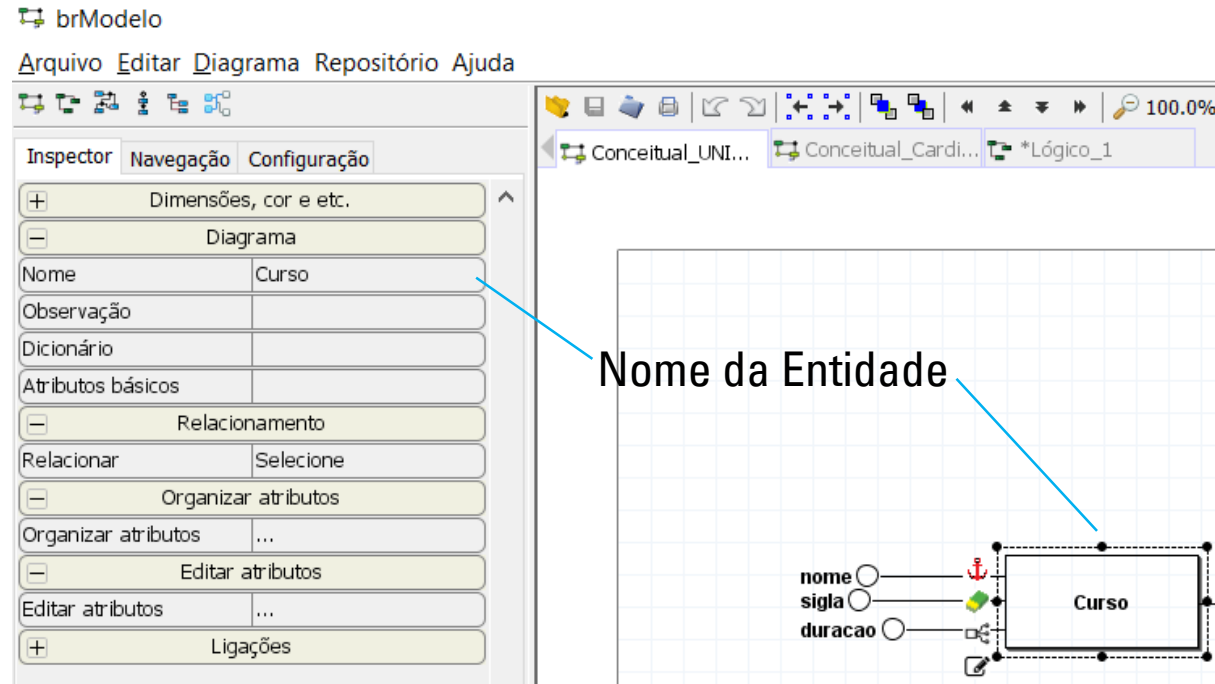 brModelo
Arquivo Editar Diagrama Repositório Ajuda
100.0%
Inspector Navegação Configuração
Conceitual_UNI... Conceitual_Cardi... *Lógico_1
Dimensões, cor e etc.
Diagrama
Nome Curso
Observação
Dicionário
Atributos básicos
Nome da Entidade
Relacionamento
Relacionar Selecione
Organizar atributos
Organizar atributos ...
Editar atributos
Editar atributos ...
Ligações
nome
sigla
duracao
Curso